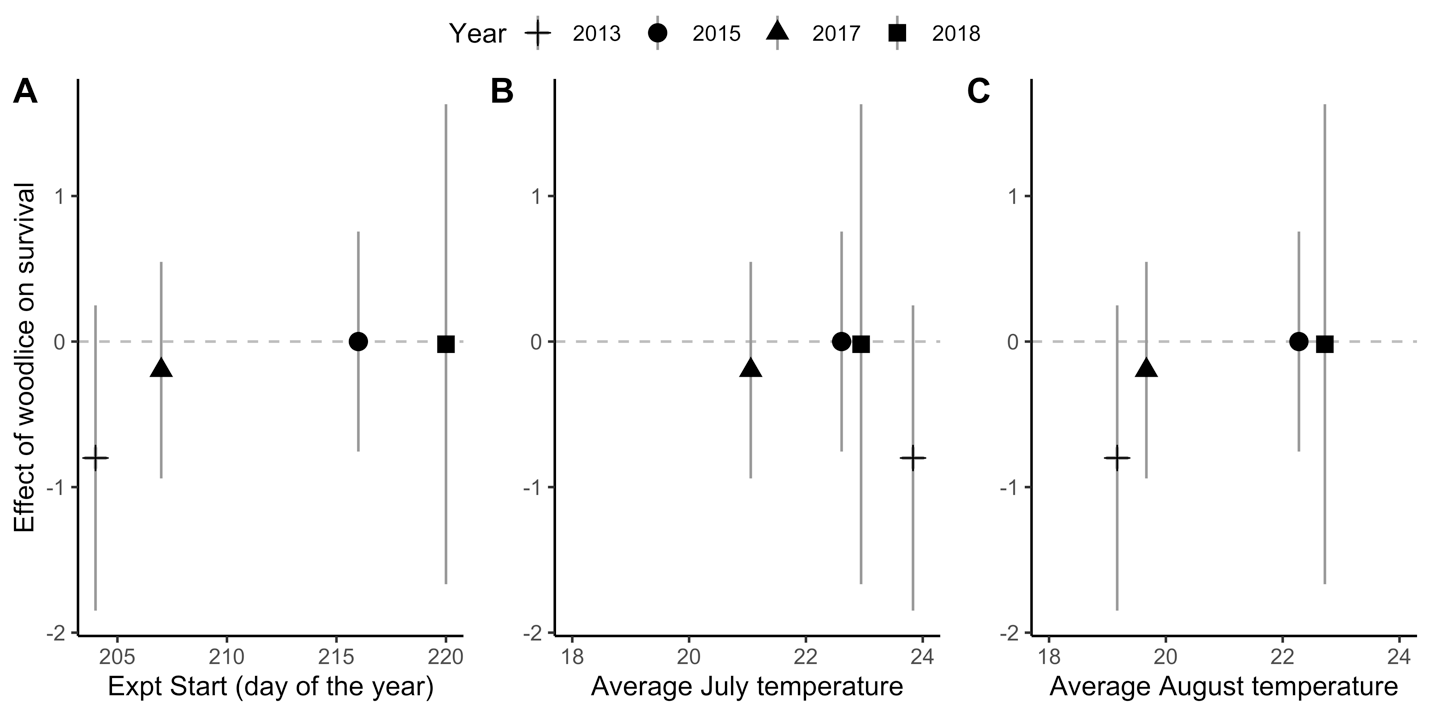 Year 2013 2015 2017 2018
A B C
Effect of woodlice on survival
1 1 1
0 0 0
-1 -1 -1
-2 -2 -2
205 210 215 220 18 20 22 24 18 20 22 24
Expt Start (day of the year) Average July temperature Average August temperature